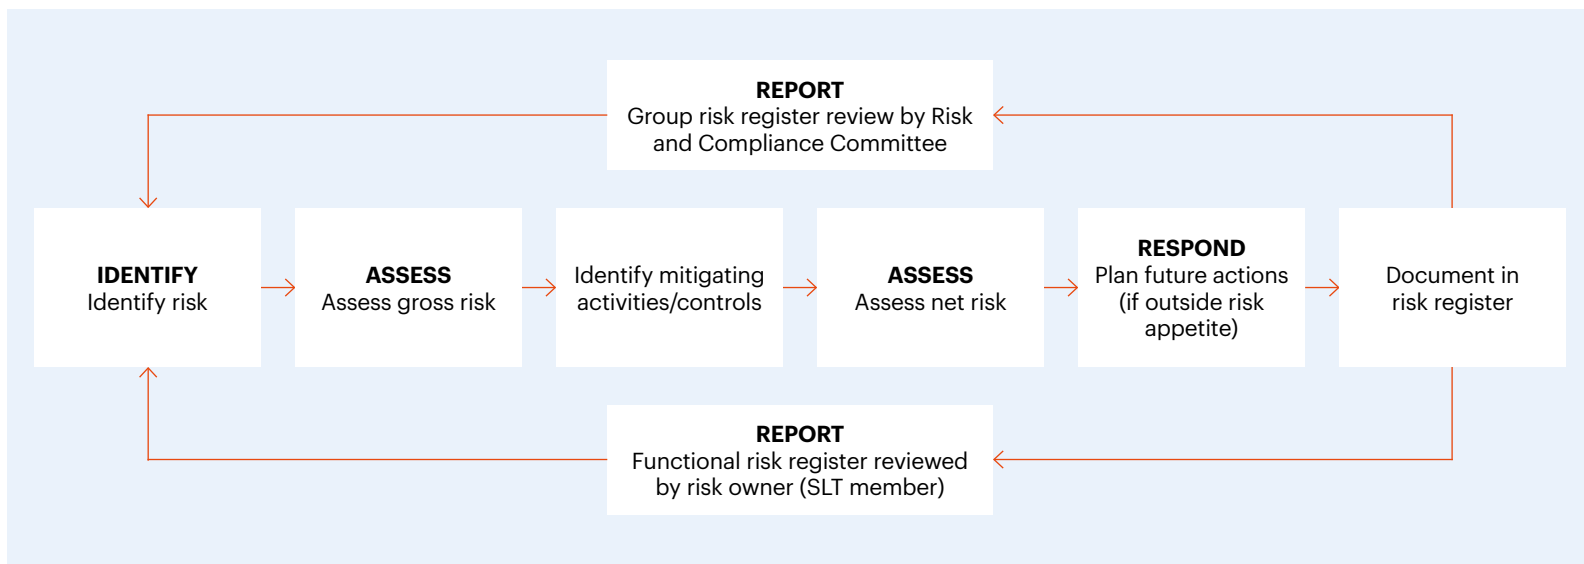 REPORT
Group risk register review by Risk
and Compliance Committee
IDENTIFY
Identify risk
ASSESS
Assess gross risk
Identify mitigating
activities/controls
ASSESS
Assess net risk
RESPOND
Plan future actions
(if outside risk
appetite)
Document in
risk register
REPORT
Functional risk register reviewed
by risk owner (SLT member)